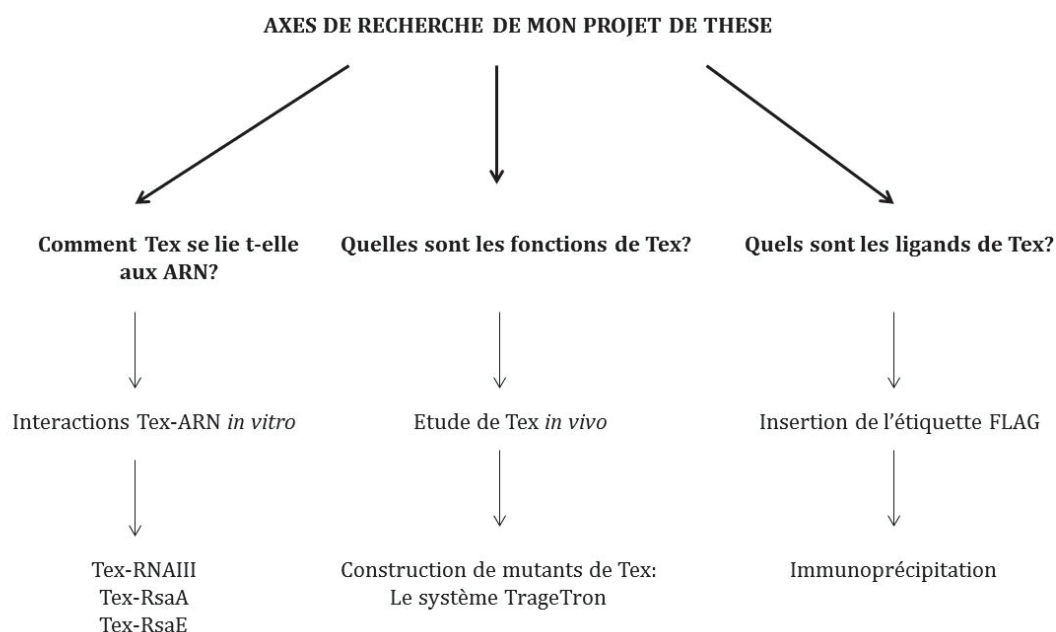 AXES DE RECHERCHE DE MON PROJET DE THESE
Comment Tex se lie t-elle
aux ARN?
Quelles sont les fonctions de Tex?
Quels sont les ligands de Tex?
Interactions Tex-ARN in vitro
Etude de Tex in vivo
Insertion de l'étiquette FLAG
Tex-RNAIII
Tex-RsaA
Tex-RsaE
Construction de mutants de Tex:
Le système TrageTron
Immunoprécipitation